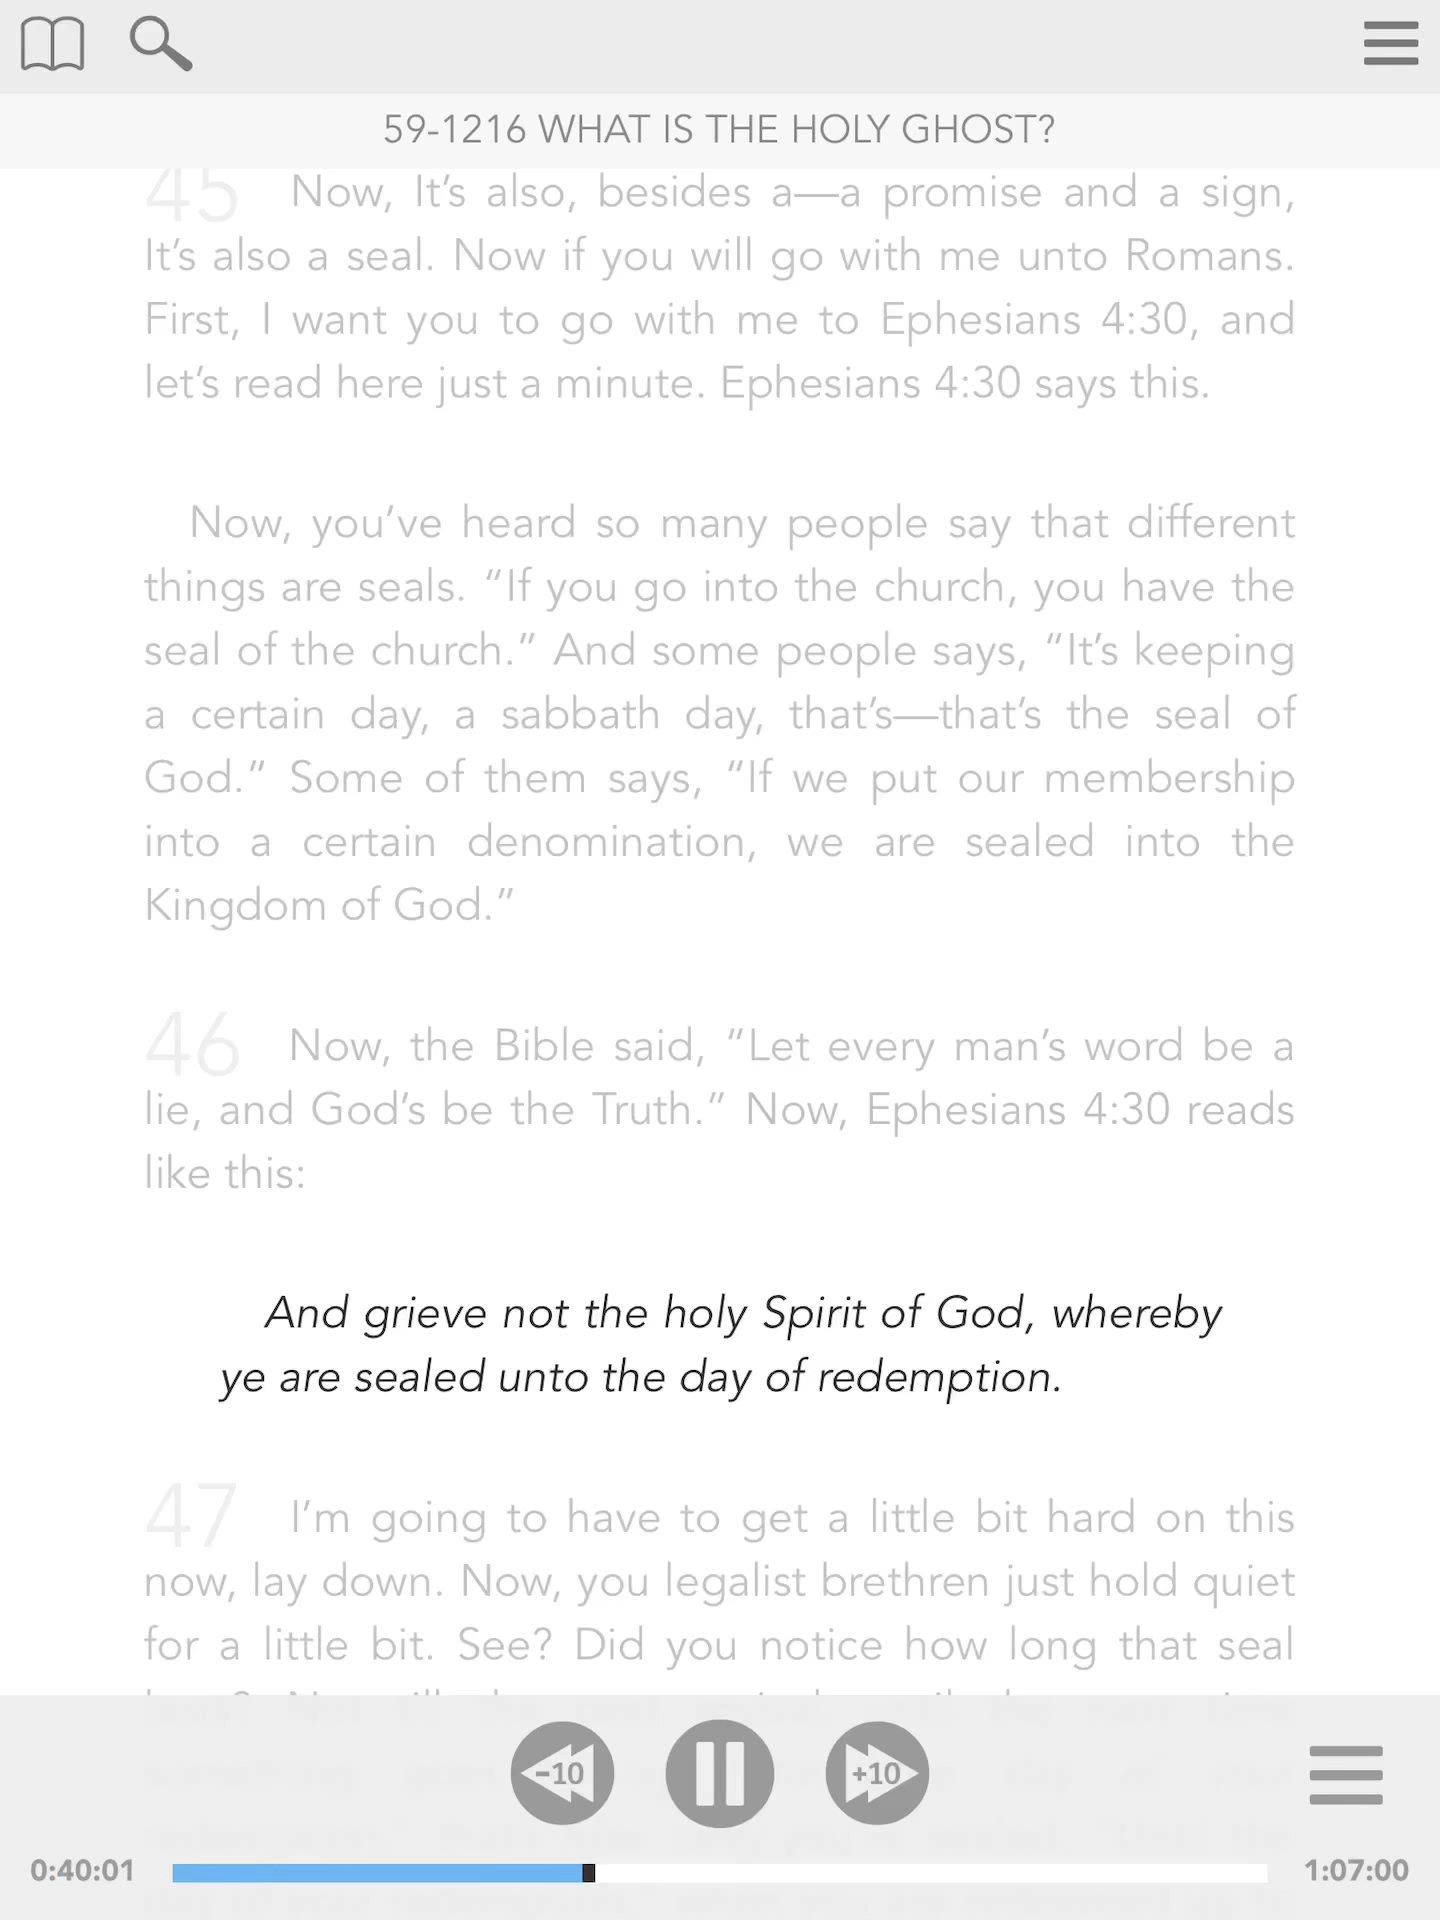 59-1216 WHAT IS THE HOLY GHOST?
45 Now, It’s also, besides a—a promise and a sign,
It’s also a seal. Now if you will go with me unto Romans.
First, I want you to go with me to Ephesians 4:30, and
let’s read here just a minute. Ephesians 4:30 says this.
Now, you’ve heard so many people say that different
things are seals. “If you go into the church, you have the
seal of the church.” And some people says, “It’s keeping
a certain day, a sabbath day, that’s—that’s the seal of
God.” Some of them says, “If we put our membership
into a certain denomination, we are sealed into the
Kingdom of God.”
46 Now, the Bible said, “Let every man’s word be a
lie, and God’s be the Truth.” Now, Ephesians 4:30 reads
like this:
And grieve not the holy Spirit of God, whereby
ye are sealed unto the day of redemption.
47 I’m going to have to get a little bit hard on this
now, lay down. Now, you legalist brethren just hold quiet
for a little bit. See? Did you notice how long that seal
-10 +10
0:40:01 1:07:00